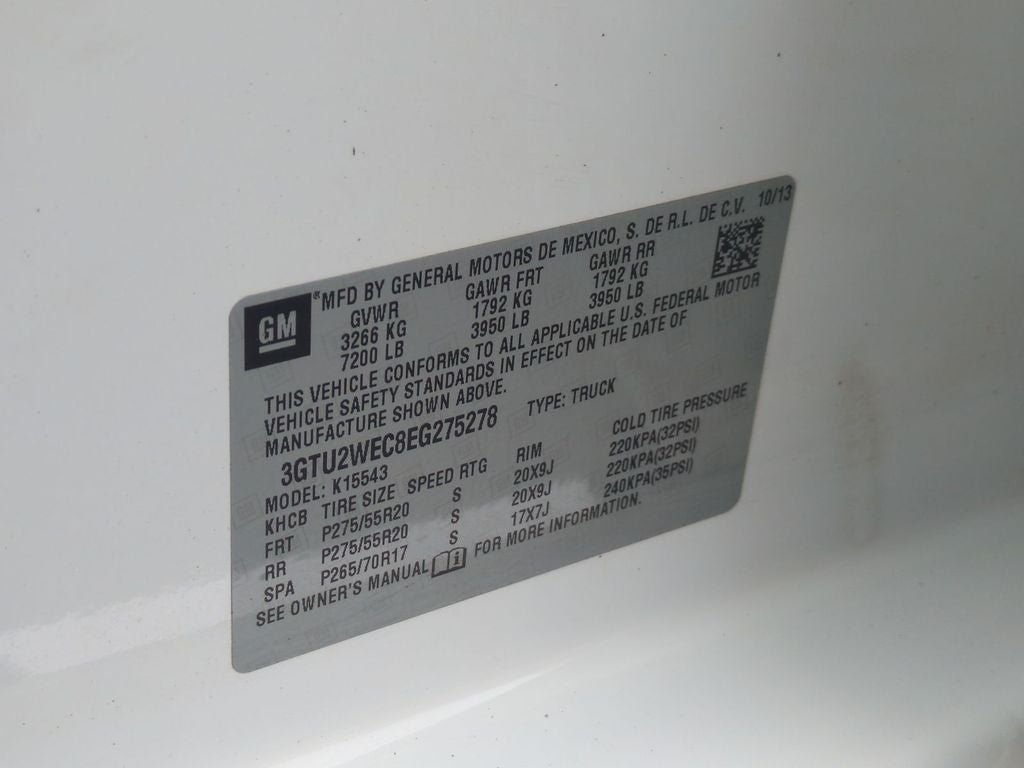 GM ®MFD BY GENERAL MOTORS DE MEXICO, S. DE R.L. DE C.V. 10/13
GVWR GAWR FRT GAWR RR
3266 KG 1792 KG 1792 KG
7200 LB 3950 LB 3950 LB
THIS VEHICLE CONFORMS TO ALL APPLICABLE U.S. FEDERAL MOTOR
VEHICLE SAFETY STANDARDS IN EFFECT ON THE DATE OF
MANUFACTURE SHOWN ABOVE.
3GTU2WEC8EG275278 TYPE: TRUCK
MODEL: K15543
KHCB TIRE SIZE SPEED RTG RIM COLD TIRE PRESSURE
FRT P275/55R20 S 20X9J 220KPA(32PSI)
RR P275/55R20 S 20X9J 220KPA(32PSI)
SPA P265/70R17 S 17X7J 240KPA(35PSI)
SEE OWNER'S MANUAL FOR MORE INFORMATION.